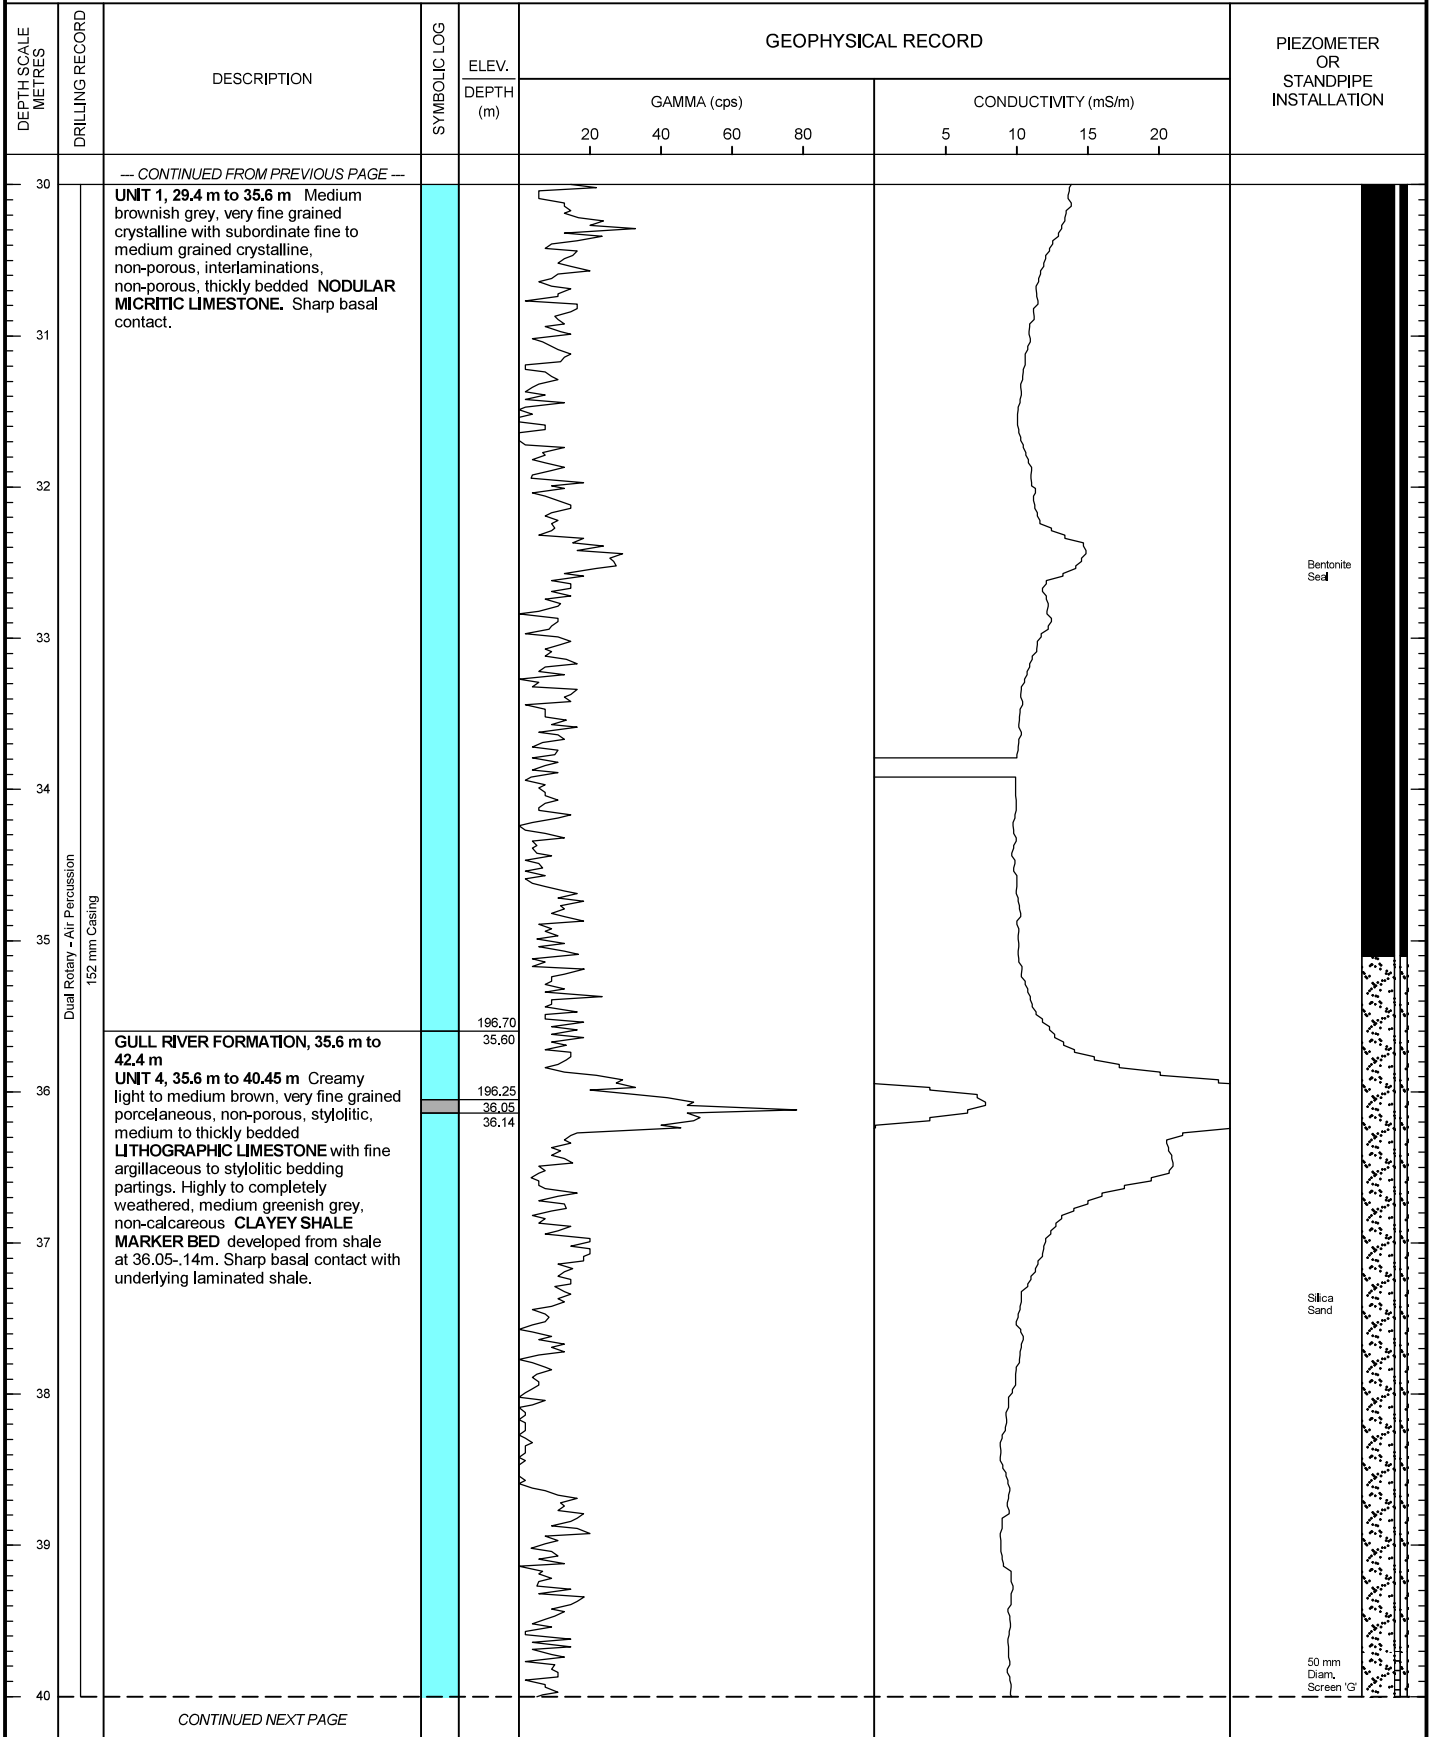 DEPTH SCALE
METRES
DRILLING RECORD
DESCRIPTION
SYMBOLIC LOG
ELEV.
DEPTH
(m)
GEOPHYSICAL RECORD
GAMMA (cps)
20 40 60 80
CONDUCTIVITY (mS/m)
5 10 15 20
PIEZOMETER
OR
STANDPIPE
INSTALLATION
--- CONTINUED FROM PREVIOUS PAGE ---
30
UNIT 1, 29.4 m to 35.6 m Medium
brownish grey, very fine grained
crystalline with subordinate fine to
medium grained crystalline,
non-porous, interlaminations,
non-porous, thickly bedded NODULAR
MICRITIC LIMESTONE. Sharp basal
contact.
31
32
Bentonite
Seal
33
34
Dual Rotary - Air Percussion
152 mm Casing
35
196.70
35.60
GULL RIVER FORMATION, 35.6 m to
42.4 m
UNIT 4, 35.6 m to 40.45 m Creamy
light to medium brown, very fine grained
porcelaneous, non-porous, stylolitic,
medium to thickly bedded
LITHOGRAPHIC LIMESTONE with fine
argillaceous to stylolitic bedding
partings. Highly to completely
weathered, medium greenish grey,
non-calcareous CLAYEY SHALE
MARKER BED developed from shale
at 36.05-.14m. Sharp basal contact with
underlying laminated shale.
36
196.25
36.05
36.14
37
Silica
Sand
38
39
50 mm
Diam.
Screen 'G'
40
CONTINUED NEXT PAGE